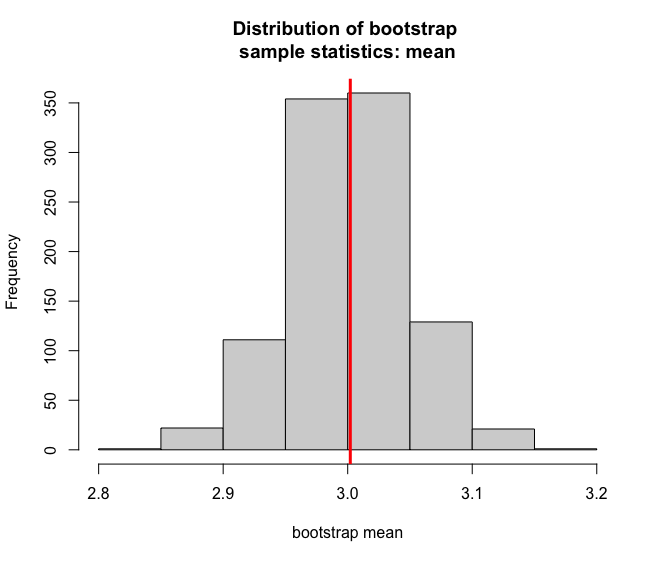 Distribution of bootstrap
sample statistics: mean
Frequency
350
300
250
200
150
100
50
0
2.8 2.9 3.0 3.1 3.2
bootstrap mean